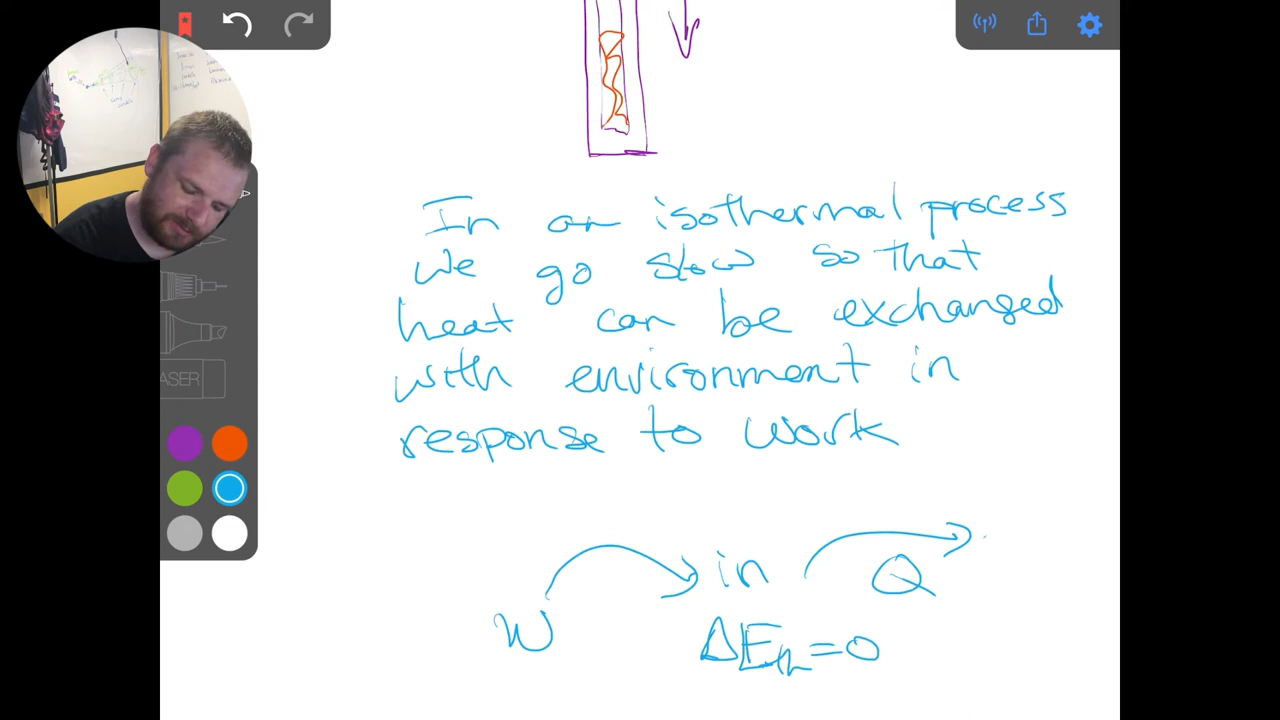 In an isothermal process
we go slow so that
heat can be exchanged
with environment in
response to work
in
Q
W
ΔEth=0
ASER